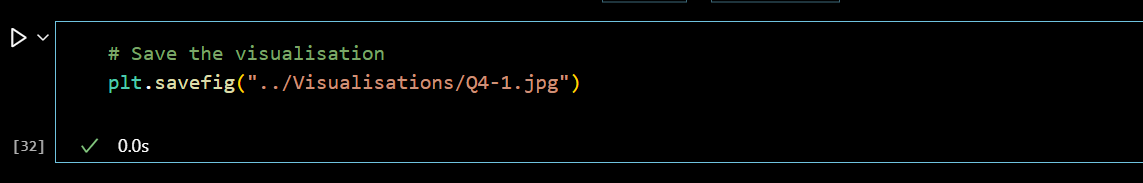 # Save the visualisation
plt.savefig("../Visualisations/Q4-1.jpg")
[32] 0.0s